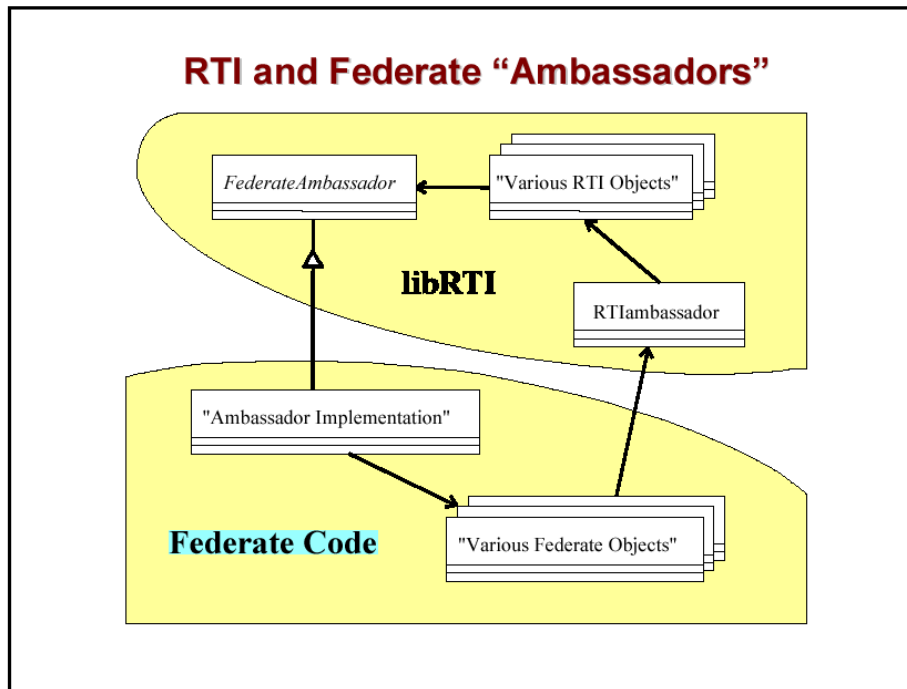 RTI and Federate “Ambassadors”
FederateAmbassador
"Various RTI Objects"
libRTI
RTIambassador
"Ambassador Implementation"
Federate Code
"Various Federate Objects"